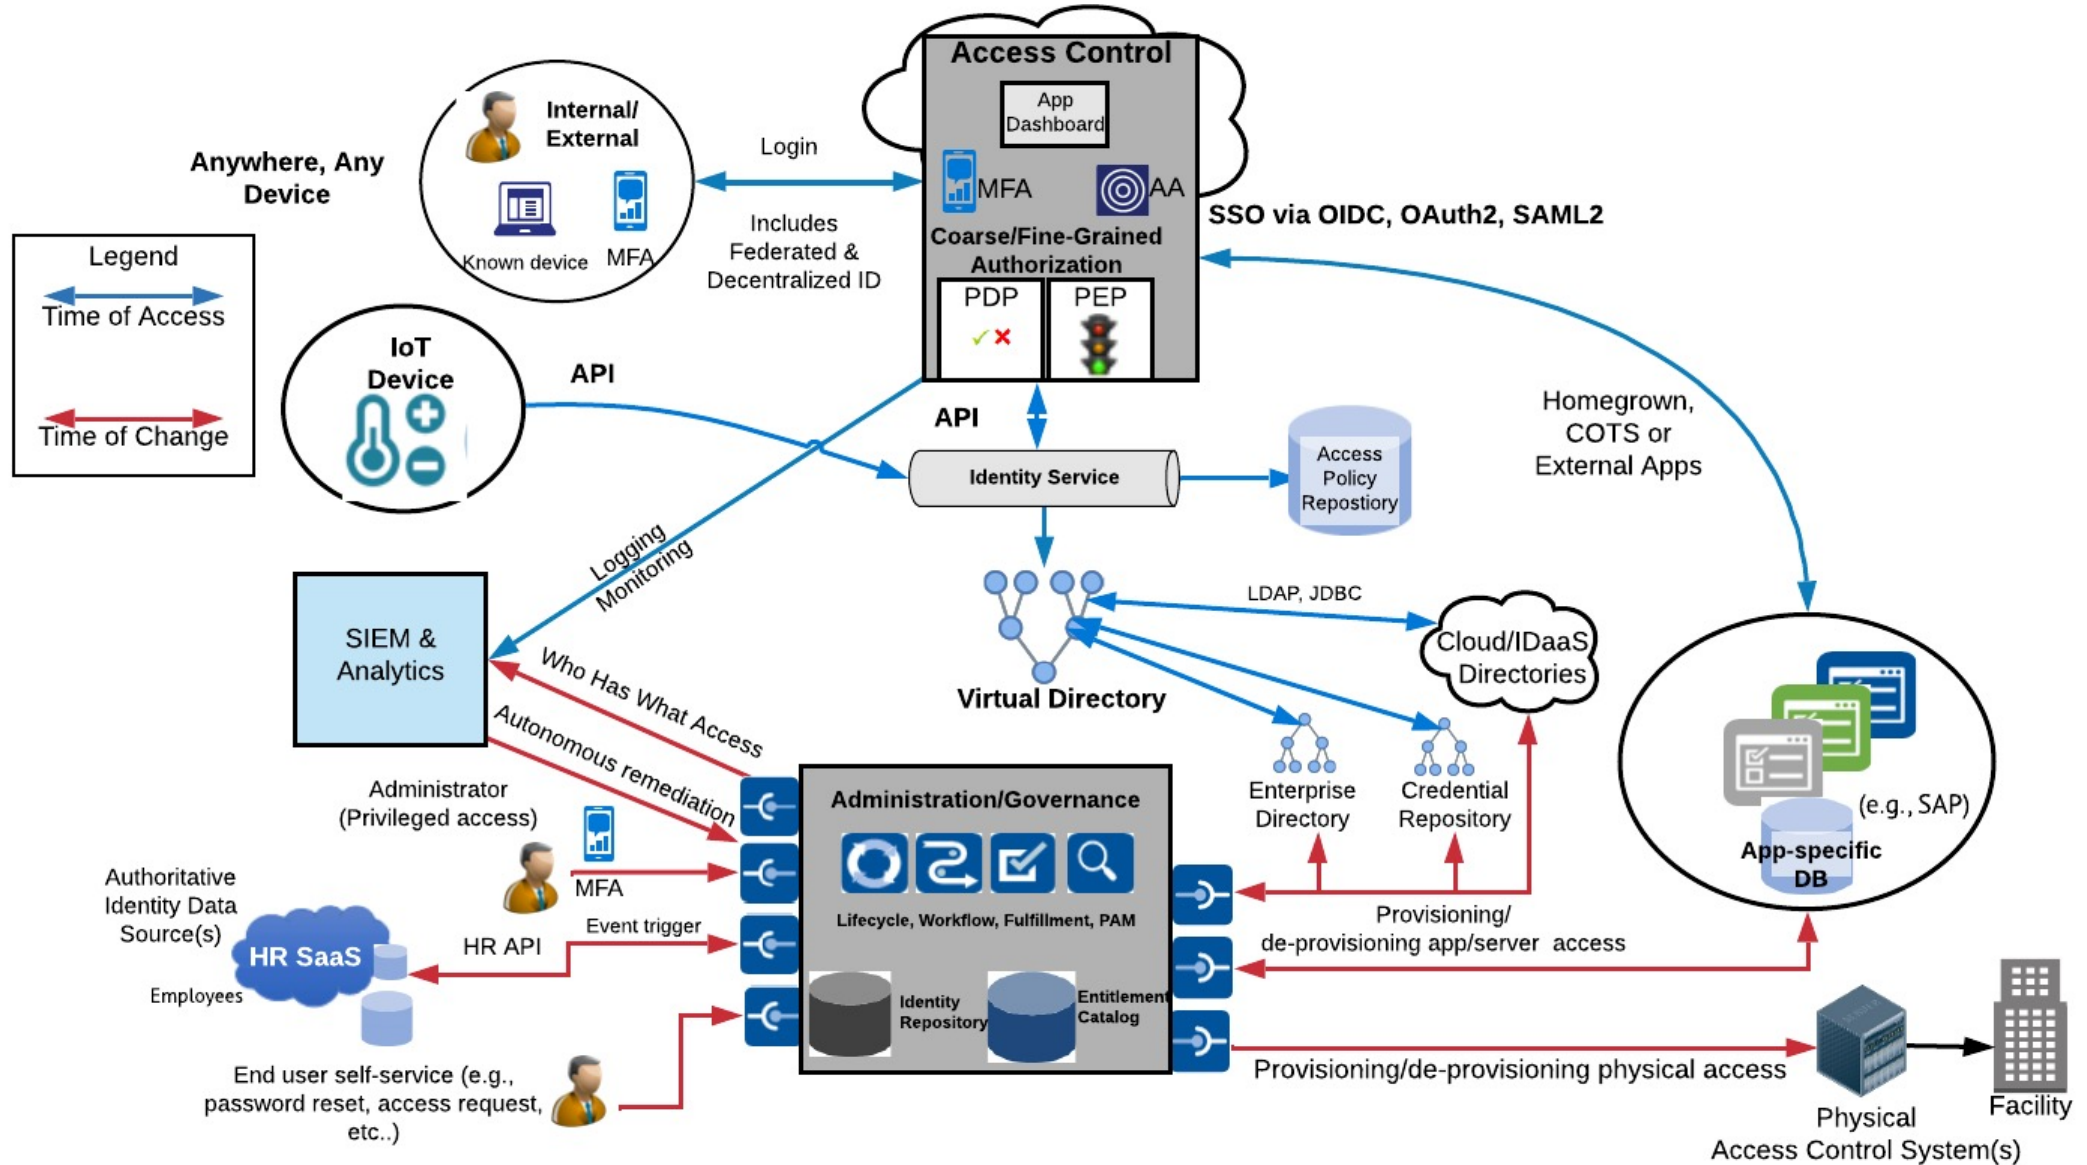 Access Control
App
Dashboard
MFA
AA
Coarse/Fine-Grained
Authorization
PDP
PEP
Internal/
External
Known device
MFA
Anywhere, Any
Device
Login
Includes
Federated &
Decentralized ID
SSO via OIDC, OAuth2, SAML2
Legend
Time of Access
Time of Change
IoT
Device
API
API
Identity Service
Access
Policy
Repostiory
Homegrown,
COTS or
External Apps
Logging
Monitoring
SIEM &
Analytics
Who Has What Access
Autonomous remediation
Virtual Directory
LDAP, JDBC
Cloud/IDaaS
Directories
Enterprise
Directory
Credential
Repository
(e.g., SAP)
App-specific
DB
Administrator
(Privileged access)
MFA
Authoritative
Identity Data
Source(s)
HR SaaS
Employees
HR API
Event trigger
End user self-service (e.g.,
password reset, access request,
etc..)
Administration/Governance
Lifecycle, Workflow, Fulfillment, PAM
Identity
Repository
Entitlement
Catalog
Provisioning/
de-provisioning app/server access
Provisioning/de-provisioning physical access
Physical
Access Control System(s)
Facility